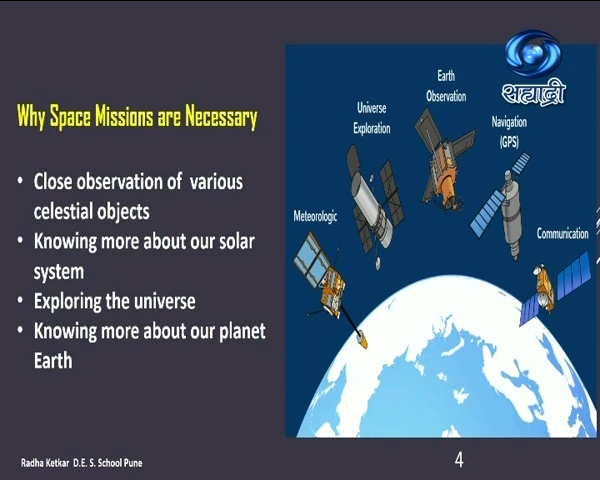 सह्याद्री
Why Space Missions are Necessary
• Close observation of various
celestial objects
• Knowing more about our solar
system
• Exploring the universe
• Knowing more about our planet
Earth
Earth
Observation
Universe
Exploration
Navigation
(GPS)
Meteorologic
Communication
Radha Ketkar D.E. S. School Pune
4